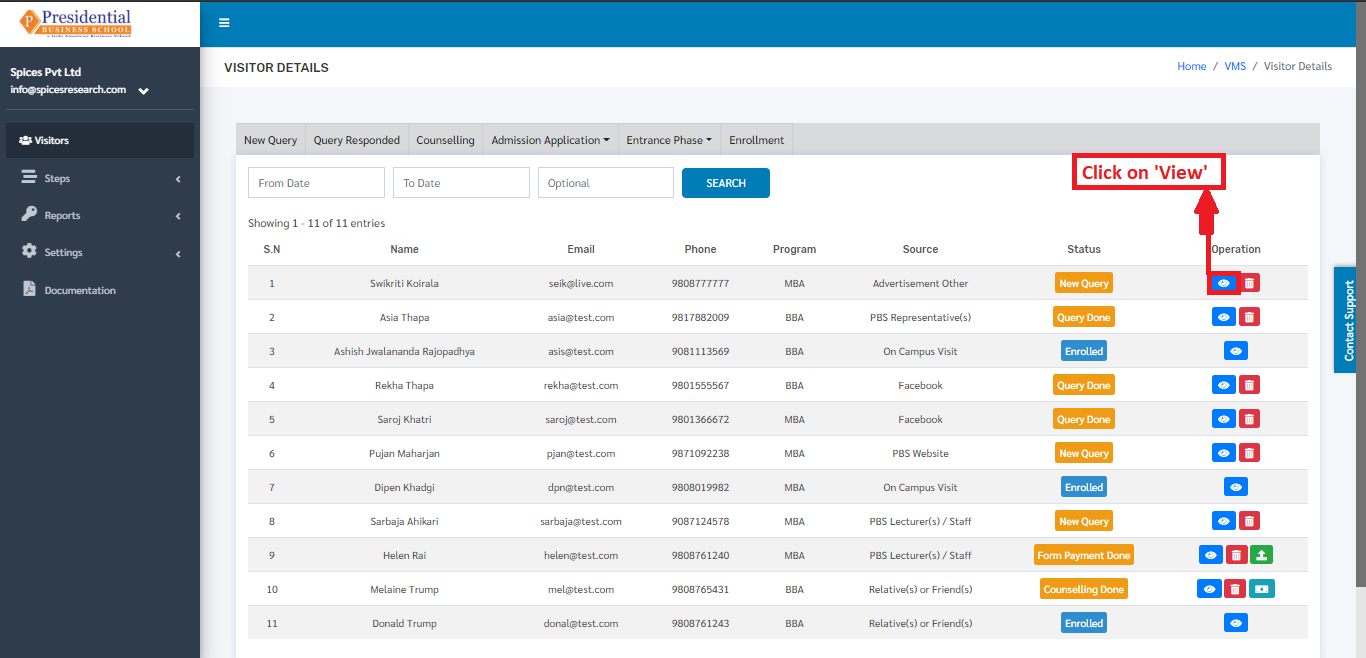 Presidential
BUSINESS SCHOOL
Spices Pvt Ltd
info@spicesresearch.com
Visitors
Steps
Reports
Settings
Documentation
VISITOR DETAILS
Home / VMS / Visitor Details
New Query Query Responded Counselling Admission Application Entrance Phase Enrollment
From Date To Date Optional SEARCH
Click on 'View'
Showing 1 - 11 of 11 entries
S.N Name Email Phone Program Source Status Operation
1 Swikriti Koirala seik@live.com 9808777777 MBA Advertisement Other New Query
2 Asia Thapa asia@test.com 9817882009 BBA PBS Representative(s) Query Done
3 Ashish Jwalananda Rajopadhya asis@test.com 9081113569 BBA On Campus Visit Enrolled
4 Rekha Thapa rekha@test.com 9801555567 BBA Facebook Query Done
5 Saroj Khatri saroj@test.com 9801366672 MBA Facebook Query Done
6 Pujan Maharjan pjan@test.com 9871092238 MBA PBS Website New Query
7 Dipen Khadgi dpn@test.com 9808019982 MBA On Campus Visit Enrolled
8 Sarbaja Ahikari sarbaja@test.com 9087124578 MBA PBS Lecturer(s) / Staff New Query
9 Helen Rai helen@test.com 9808761240 MBA PBS Lecturer(s) / Staff Form Payment Done
10 Melaine Trump mel@test.com 9808765431 BBA Relative(s) or Friend(s) Counselling Done
11 Donald Trump donal@test.com 9808761243 BBA Relative(s) or Friend(s) Enrolled
Contact Support